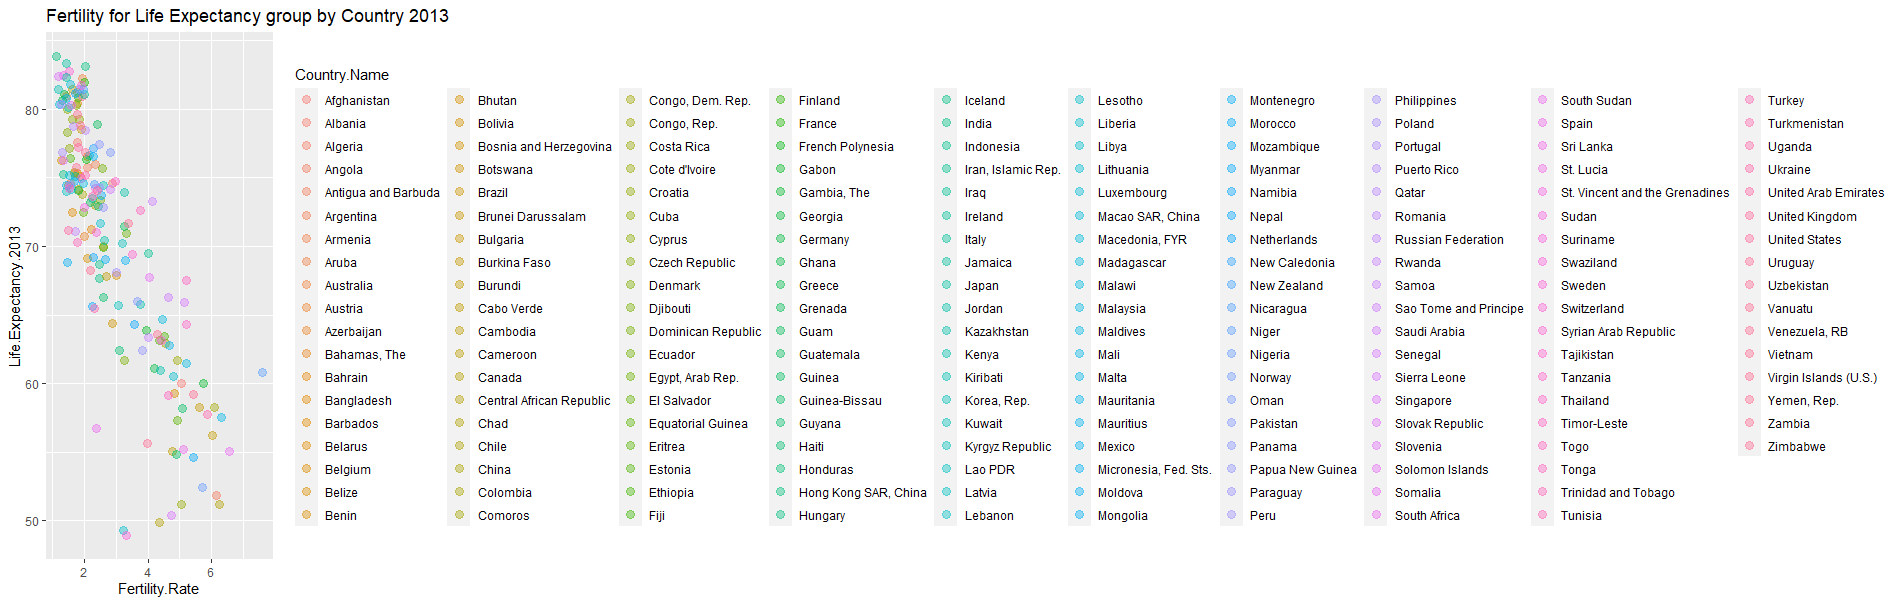 Fertility for Life Expectancy group by Country 2013
Life.Expectancy.2013
80
70
60
50
2 4 6
Fertility.Rate
Country.Name
Afghanistan
Albania
Algeria
Angola
Antigua and Barbuda
Argentina
Armenia
Aruba
Australia
Austria
Azerbaijan
Bahamas, The
Bahrain
Bangladesh
Barbados
Belarus
Belgium
Belize
Benin
Bhutan
Bolivia
Bosnia and Herzegovina
Botswana
Brazil
Brunei Darussalam
Bulgaria
Burkina Faso
Burundi
Cabo Verde
Cambodia
Cameroon
Canada
Central African Republic
Chad
Chile
China
Colombia
Comoros
Congo, Dem. Rep.
Congo, Rep.
Costa Rica
Cote d'Ivoire
Croatia
Cuba
Cyprus
Czech Republic
Denmark
Djibouti
Dominican Republic
Ecuador
Egypt, Arab Rep.
El Salvador
Equatorial Guinea
Eritrea
Estonia
Ethiopia
Fiji
Finland
France
French Polynesia
Gabon
Gambia, The
Georgia
Germany
Ghana
Greece
Grenada
Guam
Guatemala
Guinea
Guinea-Bissau
Guyana
Haiti
Honduras
Hong Kong SAR, China
Hungary
Iceland
India
Indonesia
Iran, Islamic Rep.
Iraq
Ireland
Italy
Jamaica
Japan
Jordan
Kazakhstan
Kenya
Kiribati
Korea, Rep.
Kuwait
Kyrgyz Republic
Lao PDR
Latvia
Lebanon
Lesotho
Liberia
Libya
Lithuania
Luxembourg
Macao SAR, China
Macedonia, FYR
Madagascar
Malawi
Malaysia
Maldives
Mali
Malta
Mauritania
Mauritius
Mexico
Micronesia, Fed. Sts.
Moldova
Mongolia
Montenegro
Morocco
Mozambique
Myanmar
Namibia
Nepal
Netherlands
New Caledonia
New Zealand
Nicaragua
Niger
Nigeria
Norway
Oman
Pakistan
Panama
Papua New Guinea
Paraguay
Peru
Philippines
Poland
Portugal
Puerto Rico
Qatar
Romania
Russian Federation
Rwanda
Samoa
Sao Tome and Principe
Saudi Arabia
Senegal
Sierra Leone
Singapore
Slovak Republic
Slovenia
Solomon Islands
Somalia
South Africa
South Sudan
Spain
Sri Lanka
St. Lucia
St. Vincent and the Grenadines
Sudan
Suriname
Swaziland
Sweden
Switzerland
Syrian Arab Republic
Tajikistan
Tanzania
Thailand
Timor-Leste
Togo
Tonga
Trinidad and Tobago
Tunisia
Turkey
Turkmenistan
Uganda
Ukraine
United Arab Emirates
United Kingdom
United States
Uruguay
Uzbekistan
Vanuatu
Venezuela, RB
Vietnam
Virgin Islands (U.S.)
Yemen, Rep.
Zambia
Zimbabwe